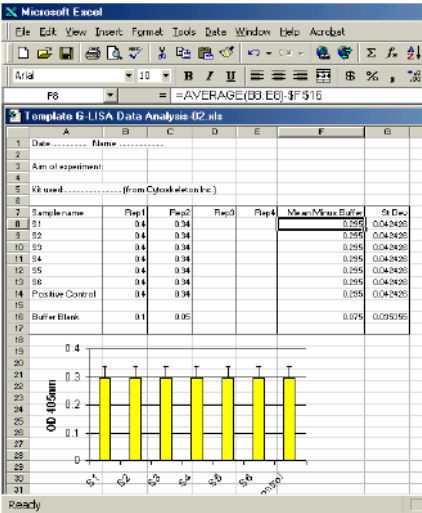 Microsoft Excel
File Edit View Insert Format Tools Data Window Help Acrobat
Arial 10 B I U $ % ,
F8 = =AVERAGE(B8:E8)-$F$16
Template G-LISA Data Analysis-02.xls
A B C D E F G
1 Date......... Name............
2
3 Aim of experiment:
4
5 Kit used............... (from Cytoskeleton Inc.)
6
7 Sample name Rep1 Rep2 Rep3 Rep4 Mean Minus Buffer St Dev
8 S1 0.4 0.34 0.295 0.042426
9 S2 0.4 0.34 0.295 0.042426
10 S3 0.4 0.34 0.295 0.042426
11 S4 0.4 0.34 0.295 0.042426
12 S5 0.4 0.34 0.295 0.042426
13 S6 0.4 0.34 0.295 0.042426
14 Positive Control 0.4 0.34 0.295 0.042426
15
16 Buffer Blank 0.1 0.05 0.075 0.035355
17
18
19
20
21
22
23
24
25
26
27
28
29
30
31
0.4
0.3
0.2
0.1
0
OD 405nm
S1 S2 S3 S4 S5 S6
Ready